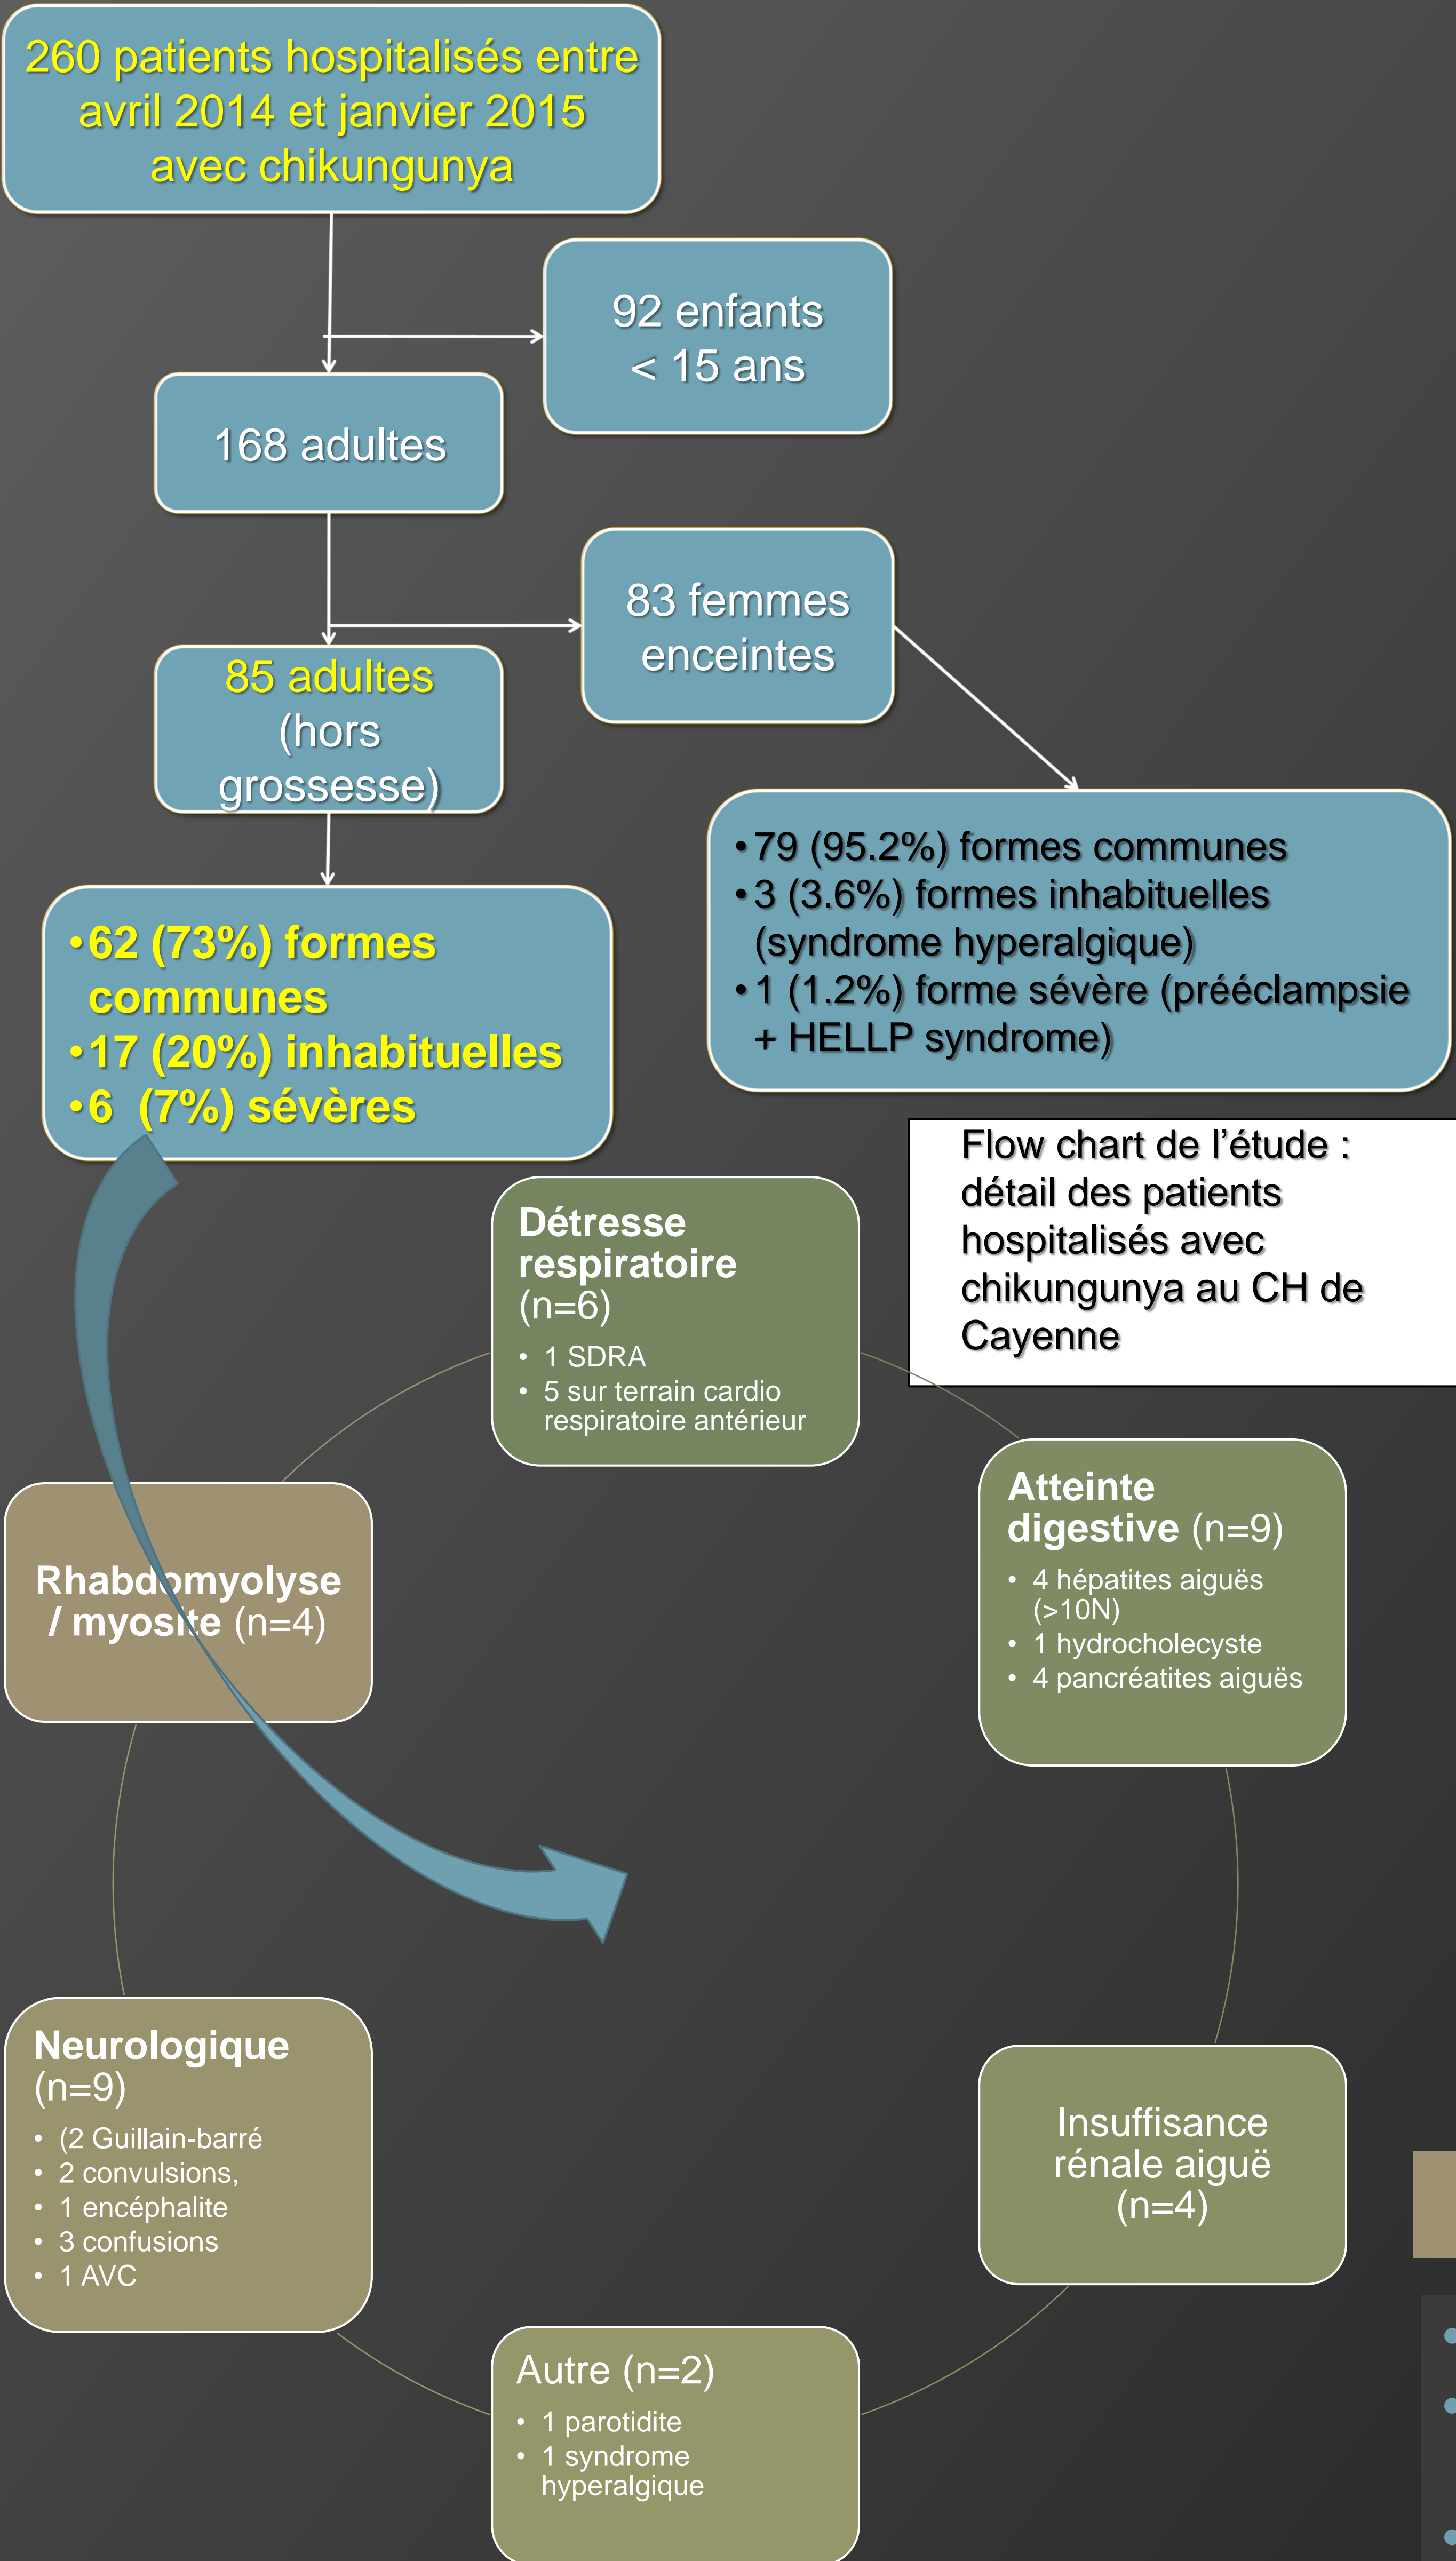 260 patients hospitalisés entre
avril 2014 et janvier 2015
avec chikungunya
92 enfants
< 15 ans
168 adultes
83 femmes
enceintes
85 adultes
(hors
grossesse)
• 79 (95.2%) formes communes
• 3 (3.6%) formes inhabituelles
(syndrome hyperalgique)
• 1 (1.2%) forme sévère (prééclampsie
+ HELLP syndrome)
• 62 (73%) formes
communes
• 17 (20%) inhabituelles
• 6 (7%) sévères
Flow chart de l’étude :
détail des patients
hospitalisés avec
chikungunya au CH de
Cayenne
Détresse
respiratoire
(n=6)
• 1 SDRA
• 5 sur terrain cardio
respiratoire antérieur
Atteinte
digestive (n=9)
• 4 hépatites aiguës
(>10N)
• 1 hydrocholecyste
• 4 pancréatites aiguës
Rhabdomyolyse
/ myosite (n=4)
Neurologique
(n=9)
• (2 Guillain-barré
• 2 convulsions,
• 1 encéphalite
• 3 confusions
• 1 AVC
Insuffisance
rénale aiguë
(n=4)
Autre (n=2)
• 1 parotidite
• 1 syndrome
hyperalgique